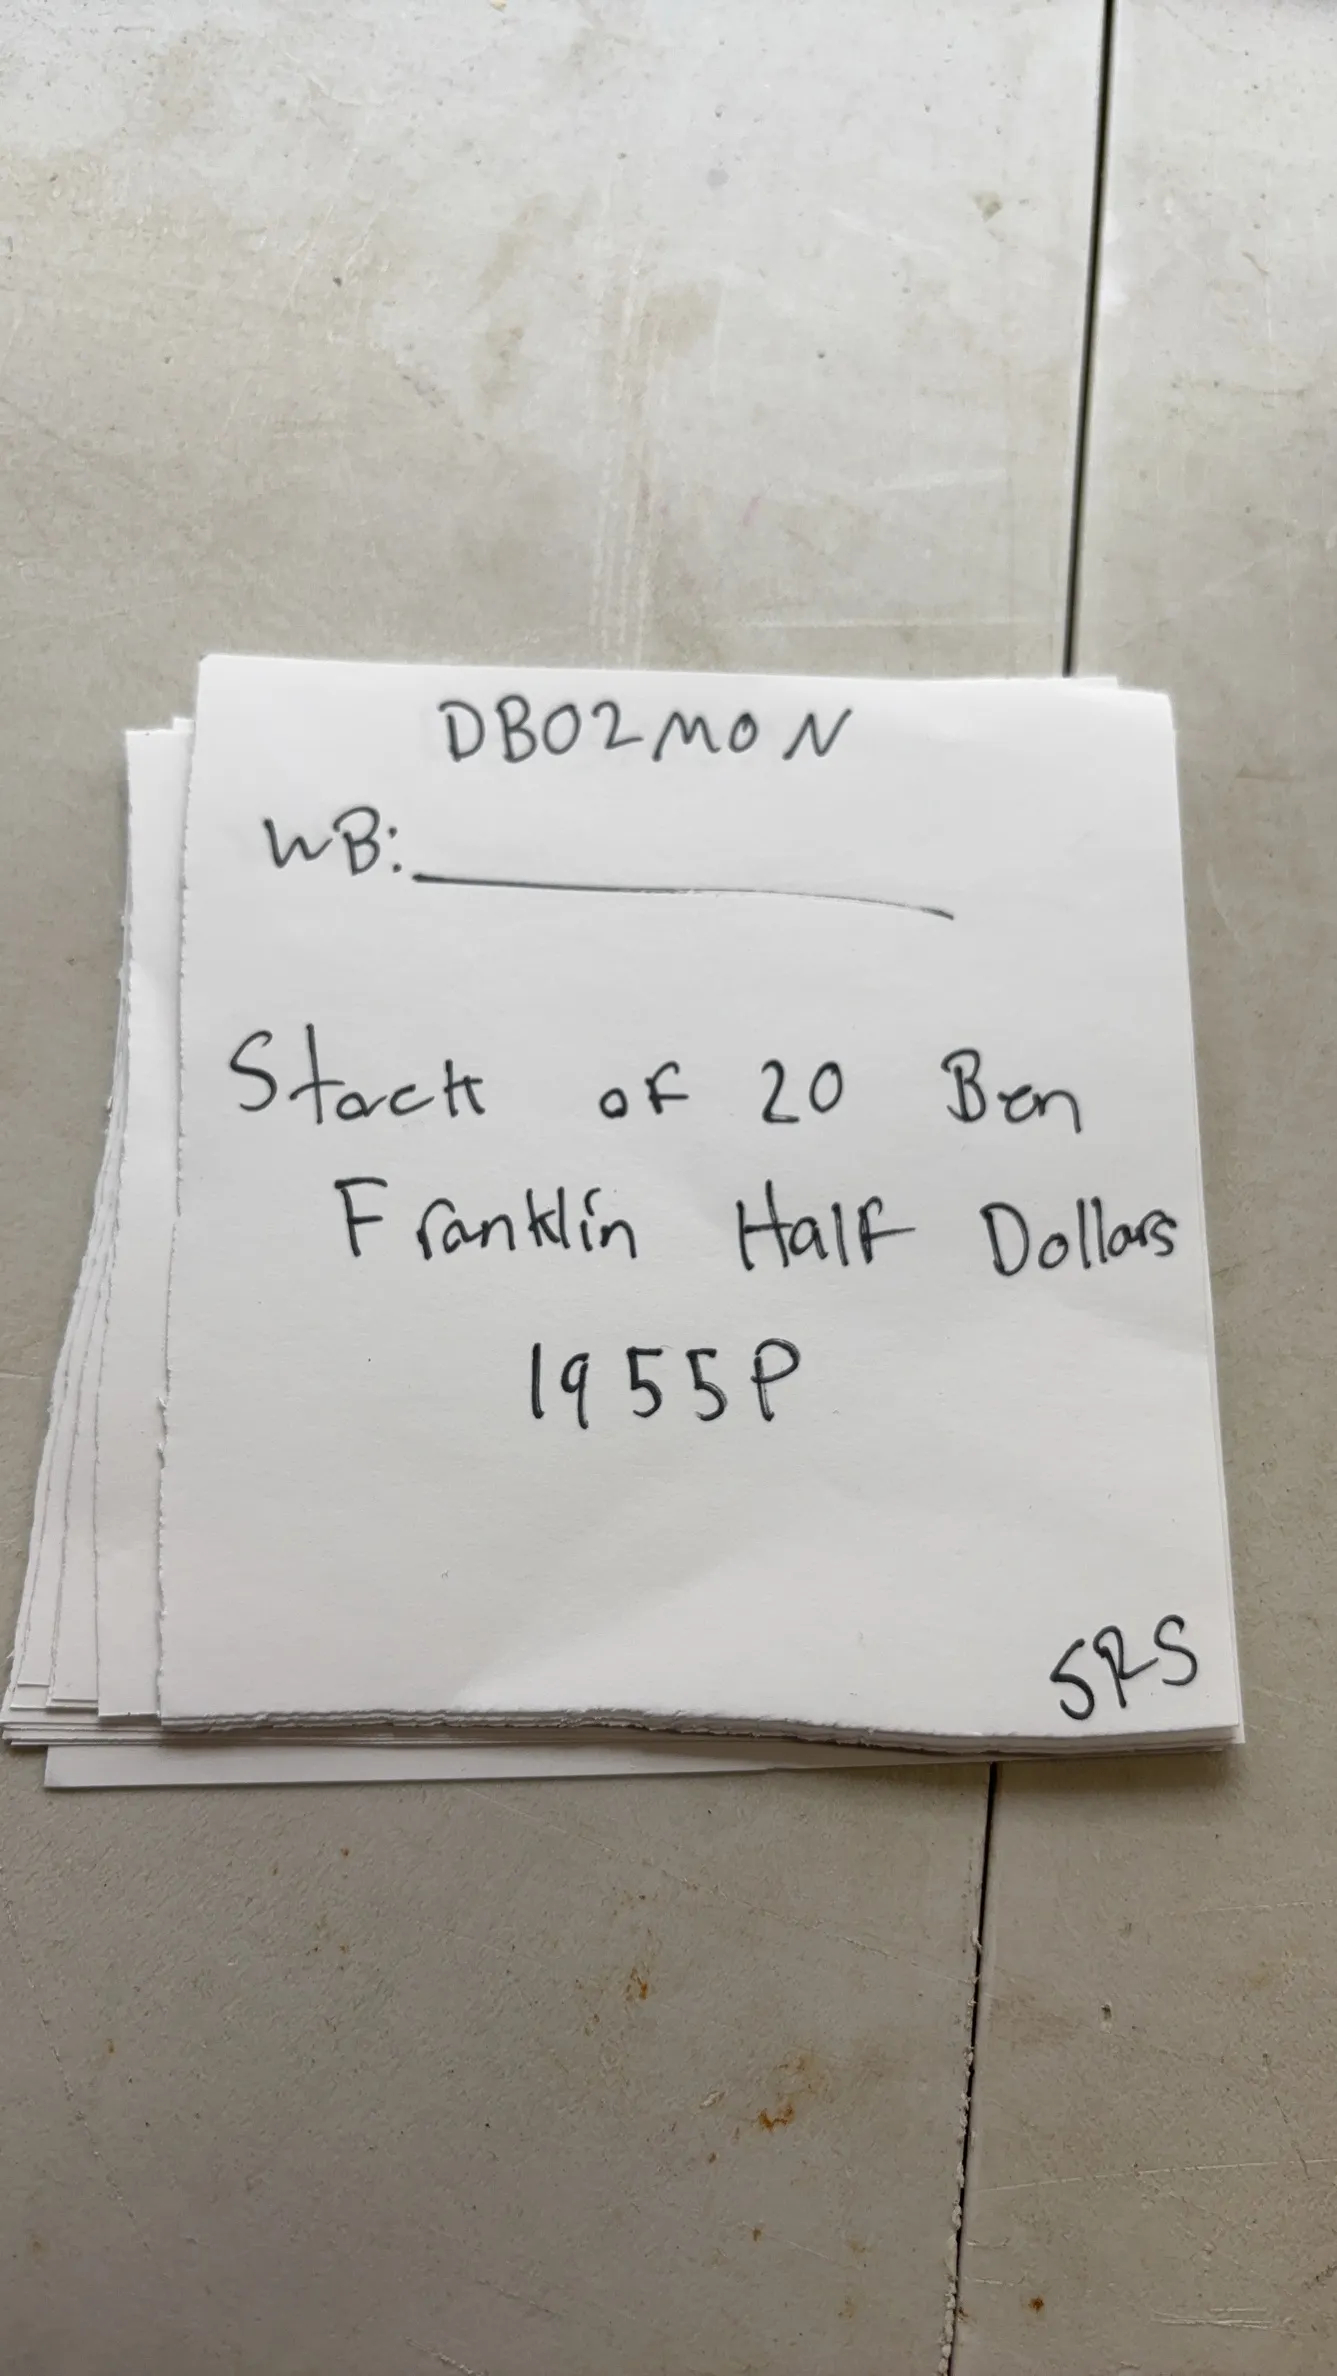 DB02MON
WB:
Stack of 20 Ben
Franklin Half Dollars
1955P
SRS